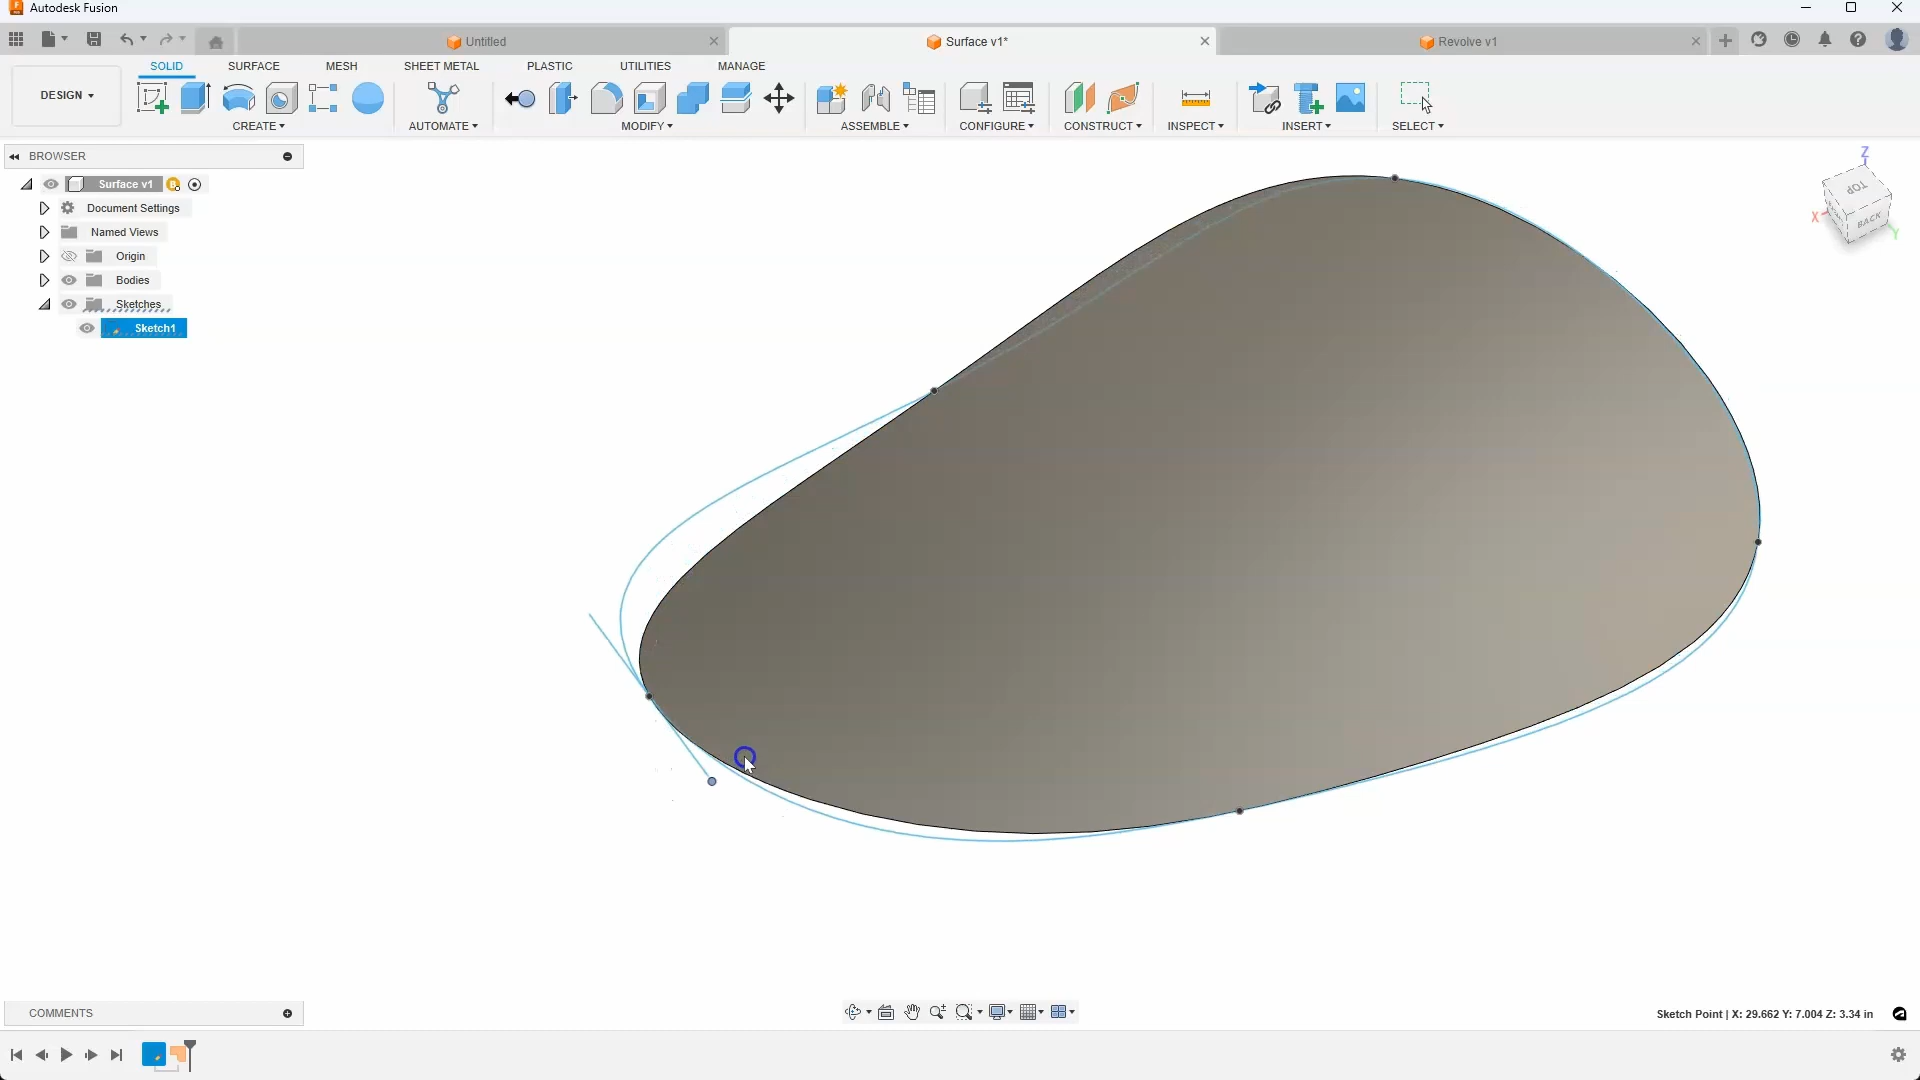 Autodesk Fusion
Untitled
Surface v1*
Revolve v1
DESIGN
SOLID
SURFACE
MESH
SHEET METAL
PLASTIC
UTILITIES
MANAGE
CREATE
AUTOMATE
MODIFY
ASSEMBLE
CONFIGURE
CONSTRUCT
INSPECT
INSERT
SELECT
BROWSER
Surface v1
Document Settings
Named Views
Origin
Bodies
Sketches
Sketch1
Z
TOP
BACK
X
Y
COMMENTS
Sketch Point | X: 29.662 Y: 7.004 Z: 3.34 in